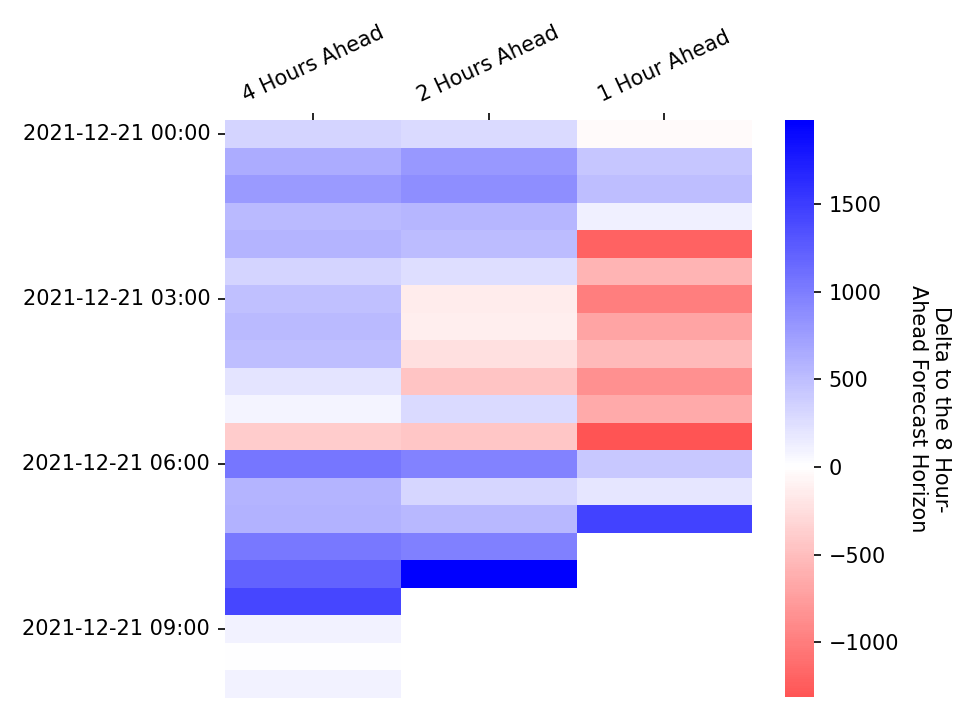 4 Hours Ahead
2 Hours Ahead
1 Hour Ahead
2021-12-21 00:00
2021-12-21 03:00
2021-12-21 06:00
2021-12-21 09:00
1500
1000
500
0
−500
−1000
Delta to the 8 Hour-
Ahead Forecast Horizon